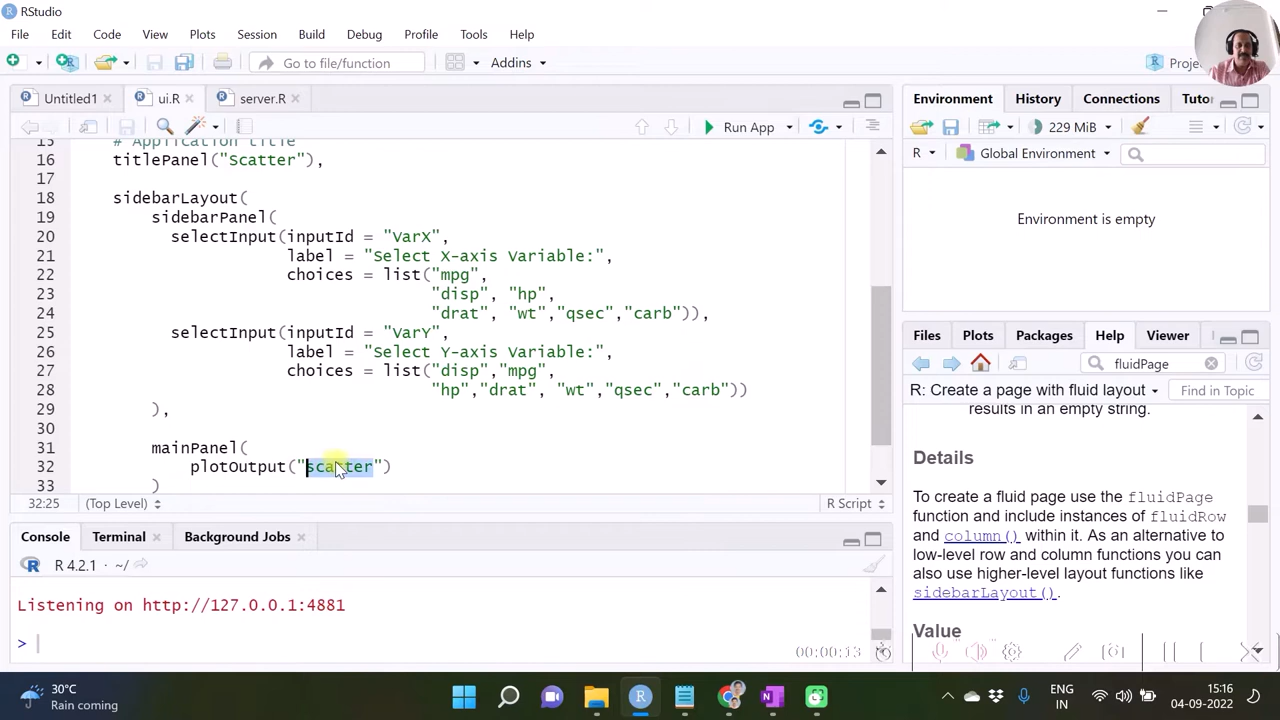 RStudio
File Edit Code View Plots Session Build Debug Profile Tools Help
Go to file/function Addins
Untitled1 ui.R server.R
Run App
15 # Application title
16 titlePanel("Scatter"),
17
18 sidebarLayout(
19 sidebarPanel(
20 selectInput(inputId = "VarX",
21 label = "Select X-axis Variable:",
22 choices = list("mpg",
23 "disp", "hp",
24 "drat", "wt","qsec","carb")),
25 selectInput(inputId = "VarY",
26 label = "Select Y-axis Variable:",
27 choices = list("disp","mpg",
28 "hp","drat", "wt","qsec","carb"))
29 ),
30
31 mainPanel(
32 plotOutput("scatter")
33 )
32:25 (Top Level) R Script
Console Terminal Background Jobs
R 4.2.1 · ~/
Listening on http://127.0.0.1:4881
>
00:00:13
Environment History Connections Tuto
229 MiB
R Global Environment
Environment is empty
Files Plots Packages Help Viewer
fluidPage
R: Create a page with fluid layout Find in Topic
results in an empty string.
Details
To create a fluid page use the fluidPage
function and include instances of fluidRow
and column() within it. As an alternative to
low-level row and column functions you can
also use higher-level layout functions like
sidebarLayout().
Value
30°C
Rain coming
ENG
IN
15:16
04-09-2022